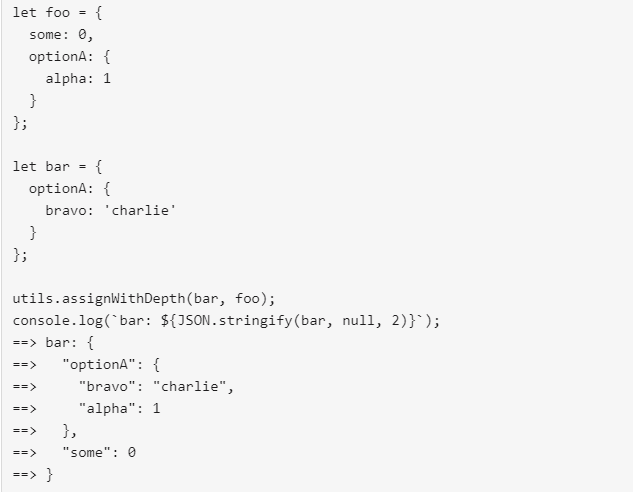 let foo = {
  some: 0,
  optionA: {
    alpha: 1
  }
};

let bar = {
  optionA: {
    bravo: 'charlie'
  }
};

utils.assignWithDepth(bar, foo);
console.log(`bar: ${JSON.stringify(bar, null, 2)}`);
==> bar: {
==>   "optionA": {
==>     "bravo": "charlie",
==>     "alpha": 1
==>   },
==>   "some": 0
==> }